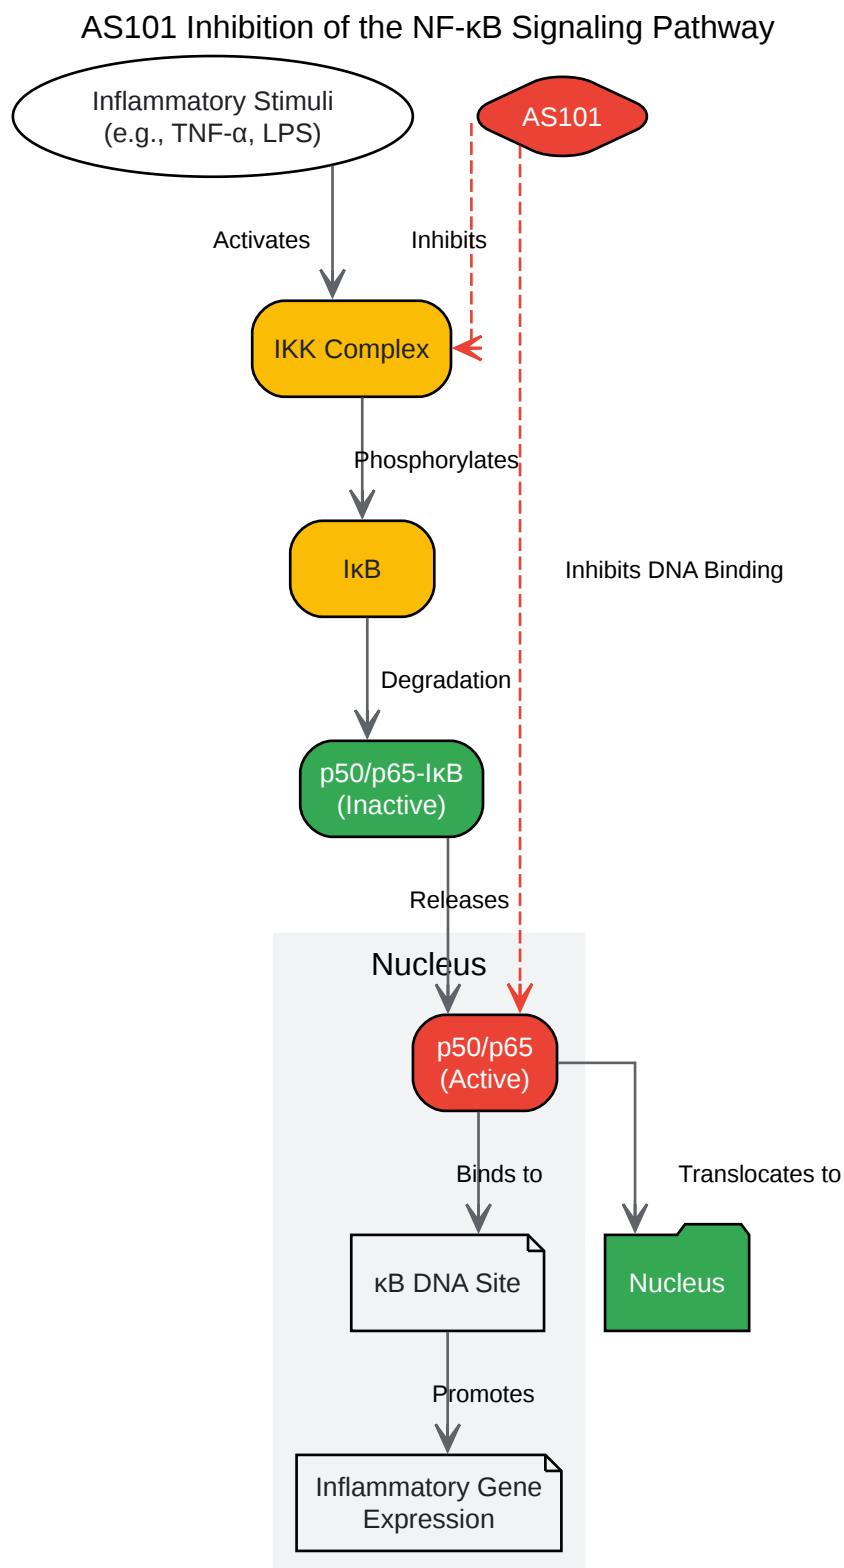 AS101 Inhibition of the NF-κB Signaling Pathway
Inflammatory Stimuli
(e.g., TNF-α, LPS)
AS101
Activates
Inhibits
IKK Complex
Phosphorylates
IκB
Inhibits DNA Binding
Degradation
p50/p65-IκB
(Inactive)
Releases
Nucleus
p50/p65
(Active)
Binds to
Translocates to
κB DNA Site
Nucleus
Promotes
Inflammatory Gene
Expression